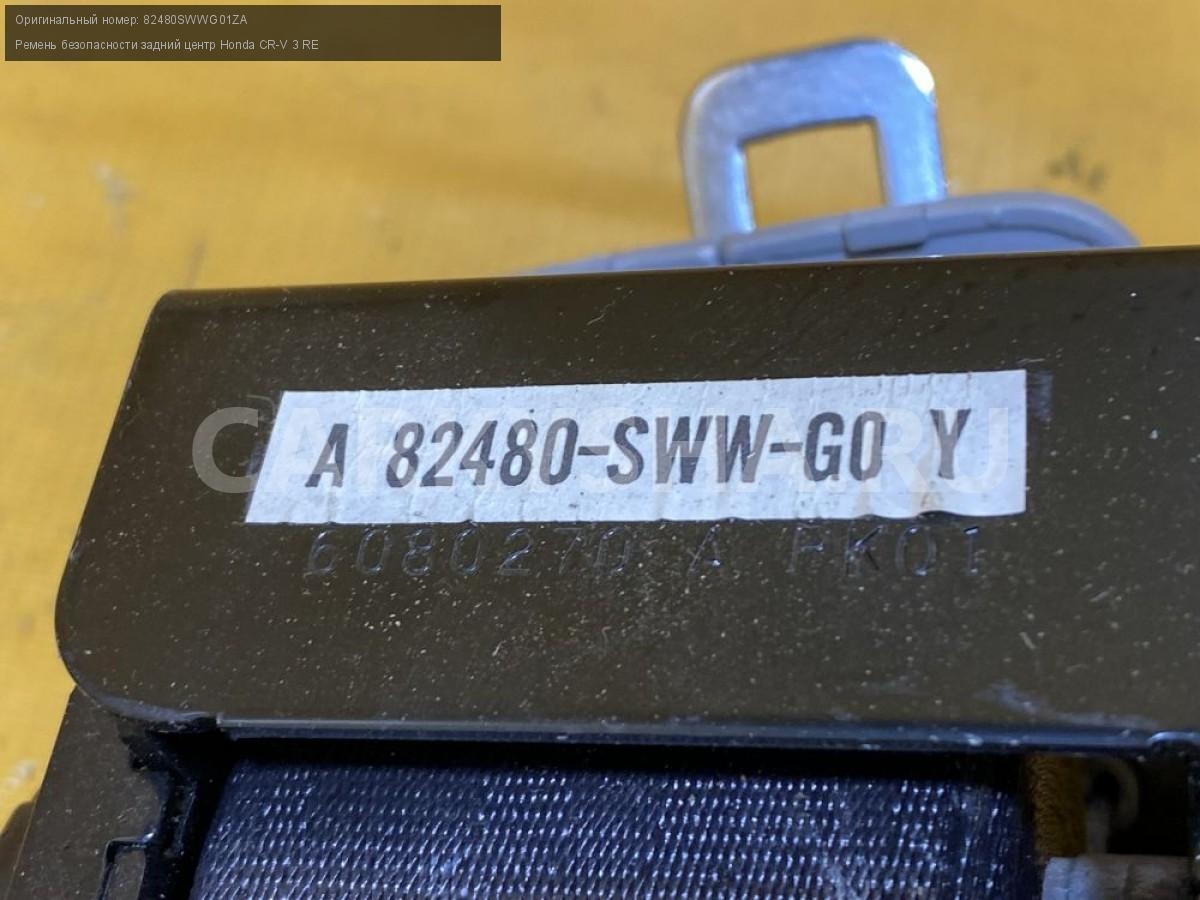 Оригинальный номер: 82480SWWG01ZA
Ремень безопасности задний центр Honda CR-V 3 RE
A 82480-SWW-G0 Y
6080270 A PK01